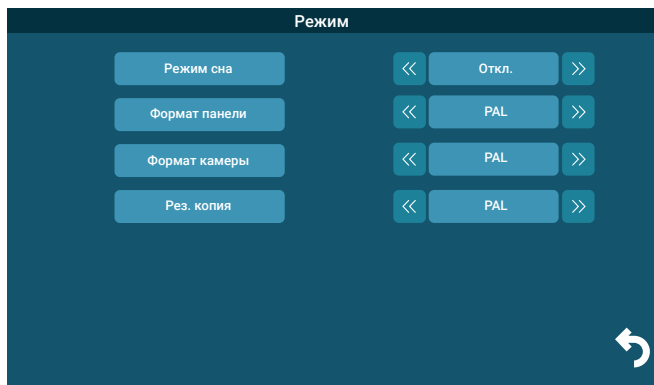 Режим
Режим сна Откл.
Формат панели PAL
Формат камеры PAL
Рез. копия PAL